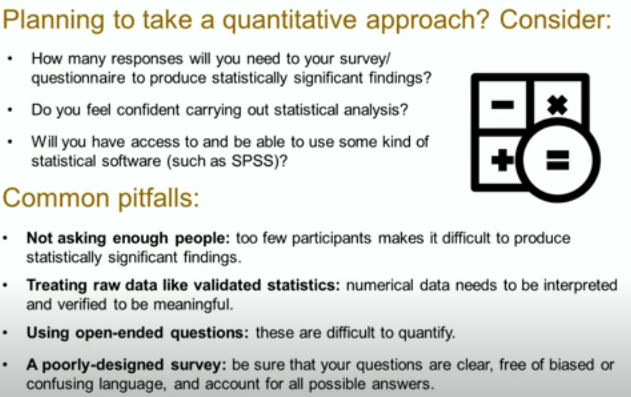 Planning to take a quantitative approach? Consider:
• How many responses will you need to your survey/
questionnaire to produce statistically significant findings?
• Do you feel confident carrying out statistical analysis?
• Will you have access to and be able to use some kind of
statistical software (such as SPSS)?
Common pitfalls:
• Not asking enough people: too few participants makes it difficult to produce
statistically significant findings.
• Treating raw data like validated statistics: numerical data needs to be interpreted
and verified to be meaningful.
• Using open-ended questions: these are difficult to quantify.
• A poorly-designed survey: be sure that your questions are clear, free of biased or
confusing language, and account for all possible answers.